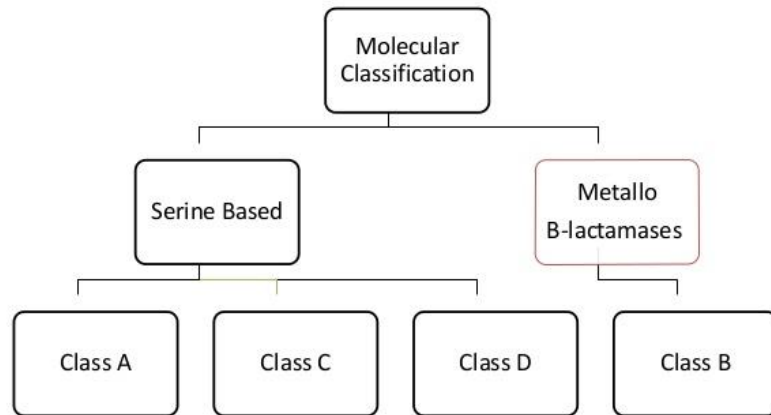 Molecular
Classification
Serine Based
Metallo
B-lactamases
Class A
Class C
Class D
Class B